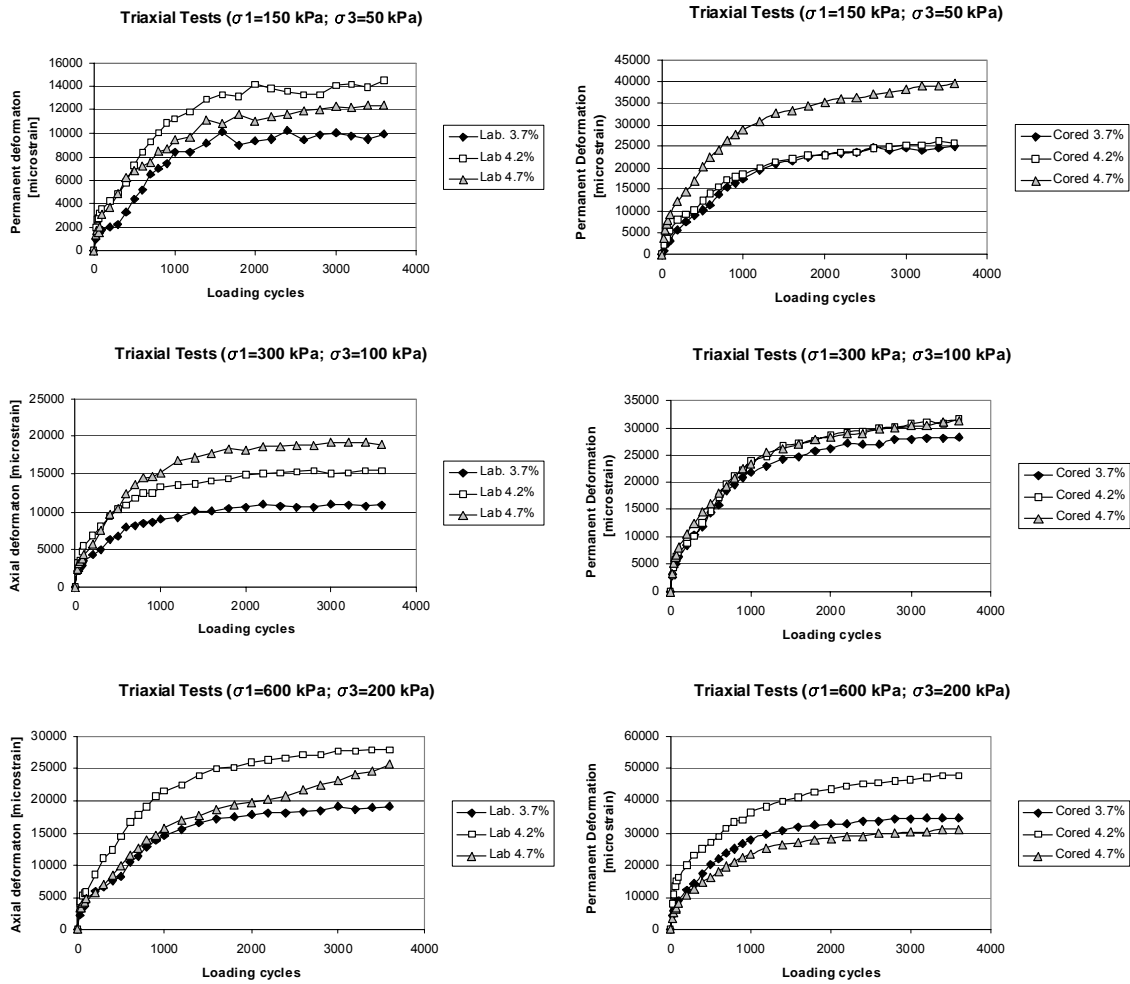 Triaxial Tests (σ1=150 kPa; σ3=50 kPa)
Permanent deformaton
[microstrain]
16000
14000
12000
10000
8000
6000
4000
2000
0
0 1000 2000 3000 4000
Loading cycles
Lab. 3.7%
Lab 4.2%
Lab 4.7%
Triaxial Tests (σ1=150 kPa; σ3=50 kPa)
Permanent Deformation
(microstrain)
45000
40000
35000
30000
25000
20000
15000
10000
5000
0
0 1000 2000 3000 4000
Loading cycles
Cored 3.7%
Cored 4.2%
Cored 4.7%
Triaxial Tests (σ1=300 kPa; σ3=100 kPa)
Axial deformaton [microstrain]
25000
20000
15000
10000
5000
0
0 1000 2000 3000 4000
Loading cycles
Lab. 3.7%
Lab 4.2%
Lab 4.7%
Triaxial Tests (σ1=300 kPa; σ3=100 kPa)
Permanent Deformation
[microstrain)
35000
30000
25000
20000
15000
10000
5000
0
0 1000 2000 3000 4000
Loading cycles
Cored 3.7%
Cored 4.2%
Cored 4.7%
Triaxial Tests (σ1=600 kPa; σ3=200 kPa)
Axial deformaton [microstrain]
30000
25000
20000
15000
10000
5000
0
0 1000 2000 3000 4000
Loading cycles
Lab. 3.7%
Lab 4.2%
Lab 4.7%
Triaxial Tests (σ1=600 kPa; σ3=200 kPa)
Permanent Deformation
[microstrain)
60000
50000
40000
30000
20000
10000
0
0 1000 2000 3000 4000
Loading cycles
Cored 3.7%
Cored 4.2%
Cored 4.7%